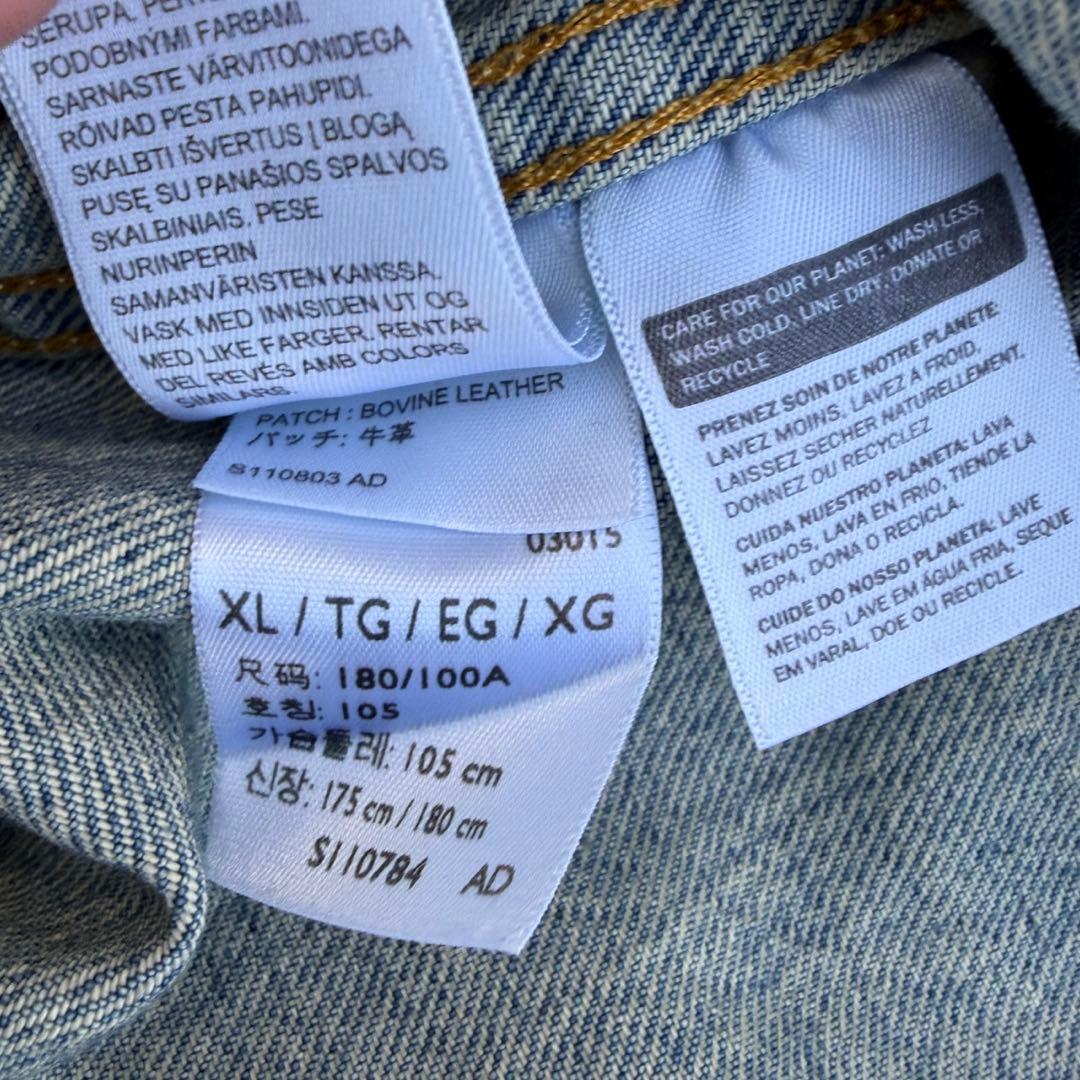 SERUPA. PER
PODOBNÝMI FARBAMI.
SARNASTE VÄRVITOONIDEGA
RÕIVAD PESTA PAHUPIDI.
SKALBTI IŠVERTUS Į BLOGĄ
PUSĘ SU PANAŠIOS SPALVOS
SKALBINIAIS. PESE
NURINPERIN
SAMANVÄRISTEN KANSSA.
VASK MED INNSIDEN UT OG
MED LIKE FARGER. RENTAR
DEL REVÉS AMB COLORS
SIMILARS.
PATCH : BOVINE LEATHER
パッチ: 牛革
S110803 AD
03015
XL / TG / EG / XG
尺码: 180/100A
호칭: 105
가슴둘레: 105 cm
신장: 175 cm / 180 cm
S110784 AD
CARE FOR OUR PLANET: WASH LESS,
WASH COLD, LINE DRY, DONATE OR
RECYCLE
PRENEZ SOIN DE NOTRE PLANETE
LAVEZ MOINS, LAVEZ A FROID,
LAISSEZ SECHER NATURELLEMENT,
DONNEZ OU RECYCLEZ
CUIDA NUESTRO PLANETA: LAVA
MENOS, LAVA EN FRIO, TIENDE LA
ROPA, DONA O RECICLA.
CUIDE DO NOSSO PLANETA: LAVE
MENOS, LAVE EM ÁGUA FRIA, SEQUE
EM VARAL, DOE OU RECICLE.